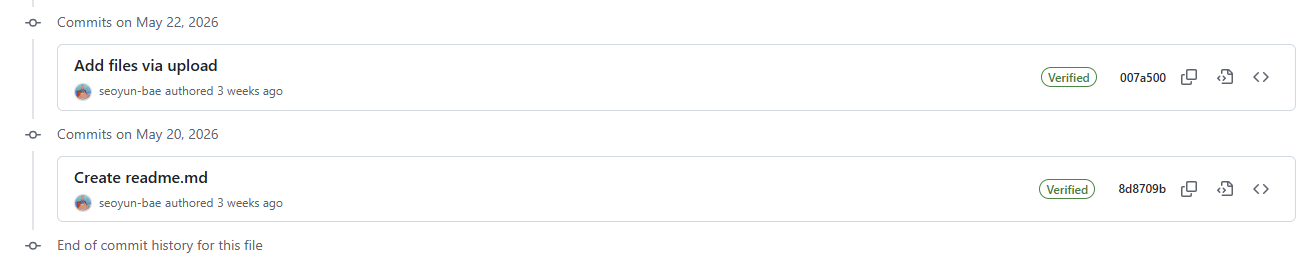 Commits on May 22, 2026
Add files via upload
seoyun-bae authored 3 weeks ago
Verified
007a500
Commits on May 20, 2026
Create readme.md
seoyun-bae authored 3 weeks ago
Verified
8d8709b
End of commit history for this file